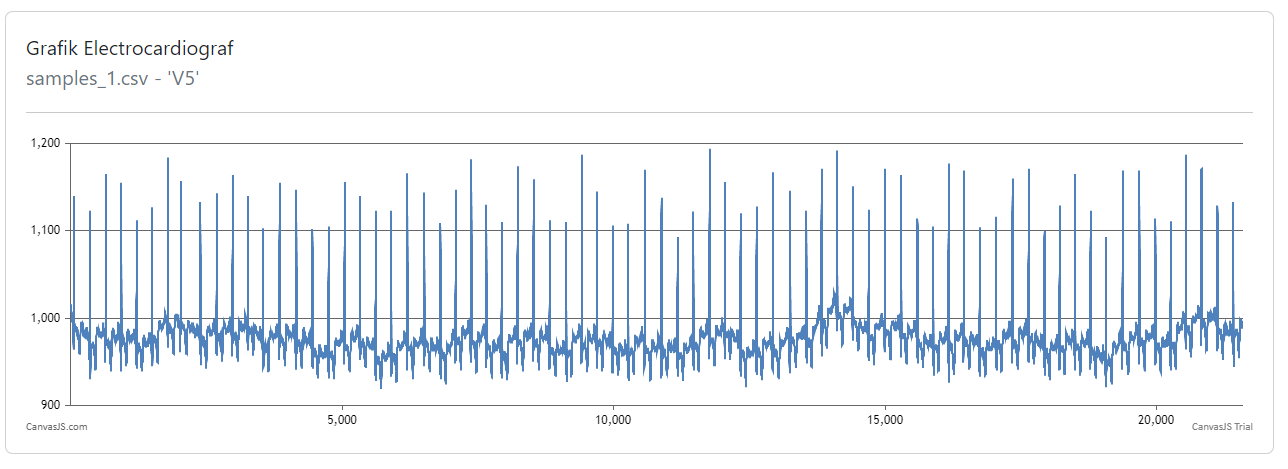 Grafik Electrocardiograf
samples_1.csv - 'V5'
1,200
1,100
1,000
900
5,000
10,000
15,000
20,000
CanvasJS.com
CanvasJS Trial